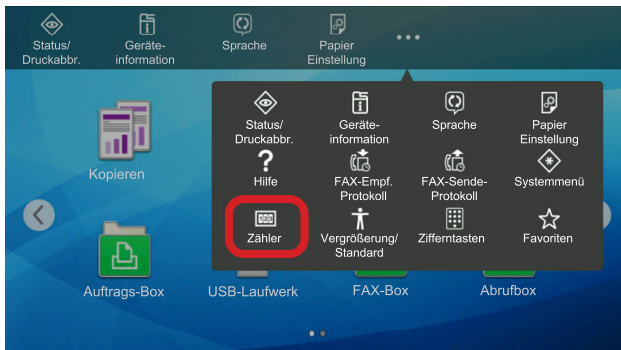 Status/
Druckabbr.
Geräte-
information
Sprache
Papier
Einstellung
Status/
Druckabbr.
Geräte-
information
Sprache
Papier
Einstellung
Kopieren
Hilfe
FAX-Empf.
Protokoll
FAX-Sende-
Protokoll
Systemmenü
Zähler
Vergrößerung/
Standard
Zifferntasten
Favoriten
Auftrags-Box
USB-Laufwerk
FAX-Box
Abrufbox